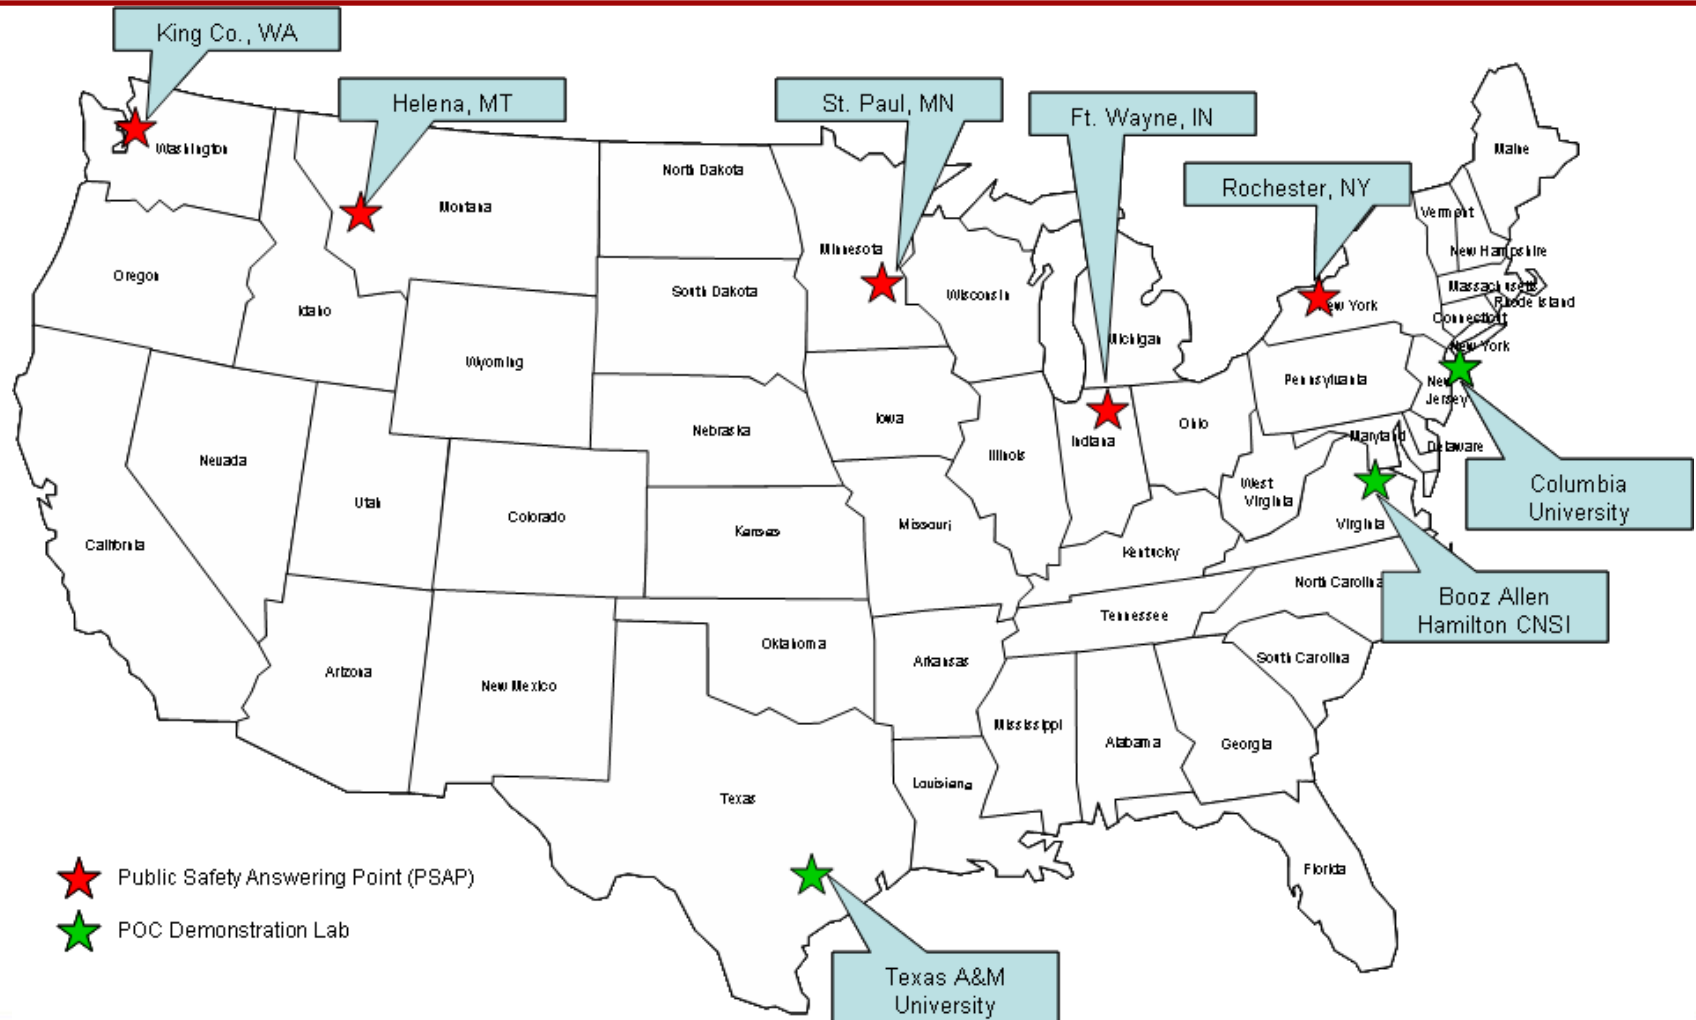 King Co., WA
Helena, MT
St. Paul, MN
Ft. Wayne, IN
Rochester, NY
Washington
Montana
North Dakota
Minnesota
Maine
Vermont
New Hampshire
Massachusetts
Rhode Island
Connecticut
New York
New York
Oregon
Idaho
South Dakota
Wisconsin
Michigan
Wyoming
Pennsylvania
New
Jersey
Nebraska
Iowa
Illinois
Indiana
Ohio
Maryland
Delaware
Nevada
Utah
Colorado
Kansas
Missouri
West
Virginia
Virginia
Columbia
University
California
Kentucky
North Carolina
Booz Allen
Hamilton CNSI
Tennessee
Oklahoma
Arkansas
South Carolina
Arizona
New Mexico
Mississippi
Alabama
Georgia
Texas
Louisiana
Florida
Public Safety Answering Point (PSAP)
POC Demonstration Lab
Texas A&M
University